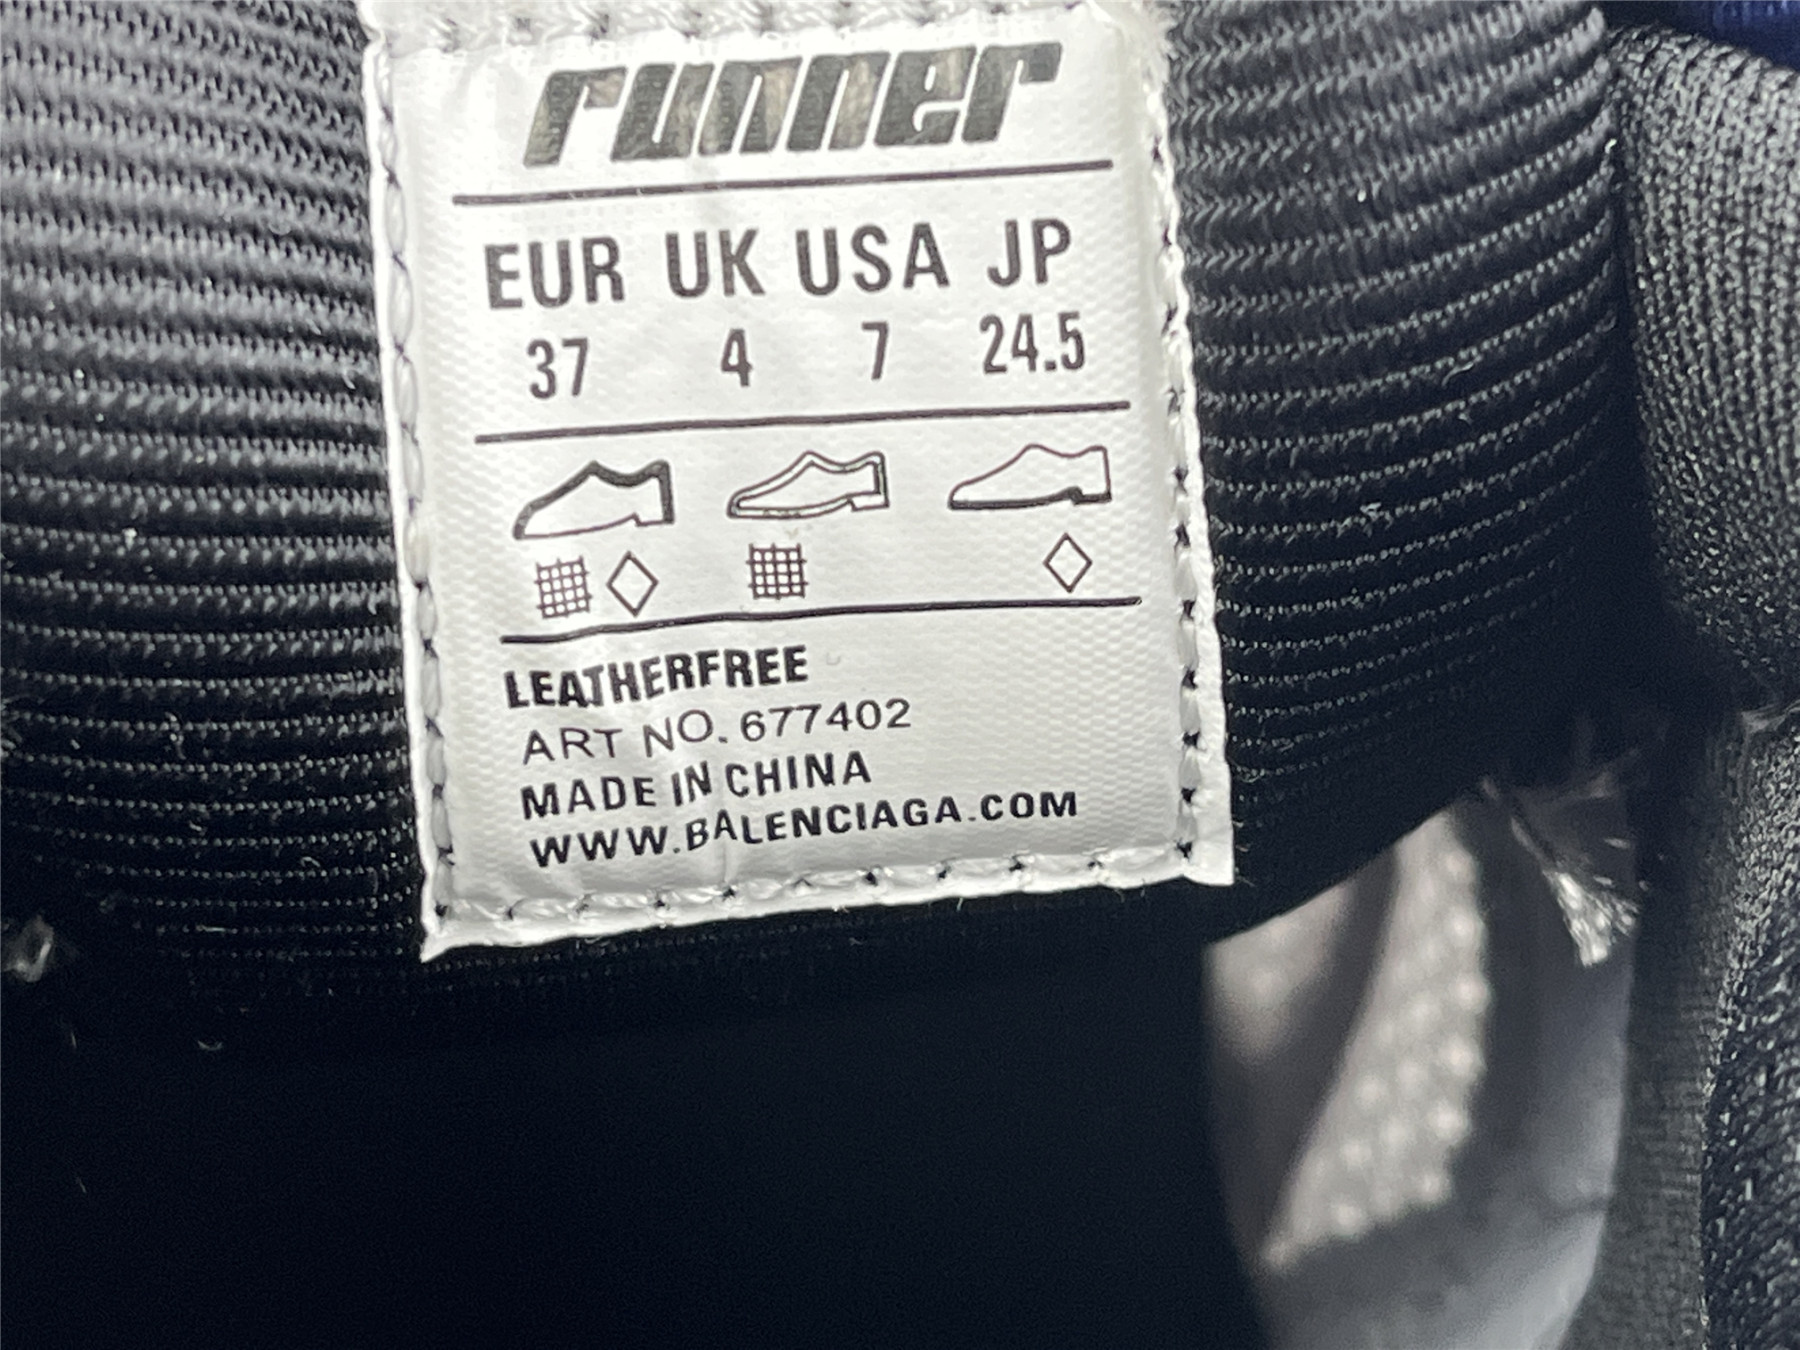 runner
EUR UK USA JP
37 4 7 24.5
LEATHERFREE
ART NO. 677402
MADE IN CHINA
WWW.BALENCIAGA.COM